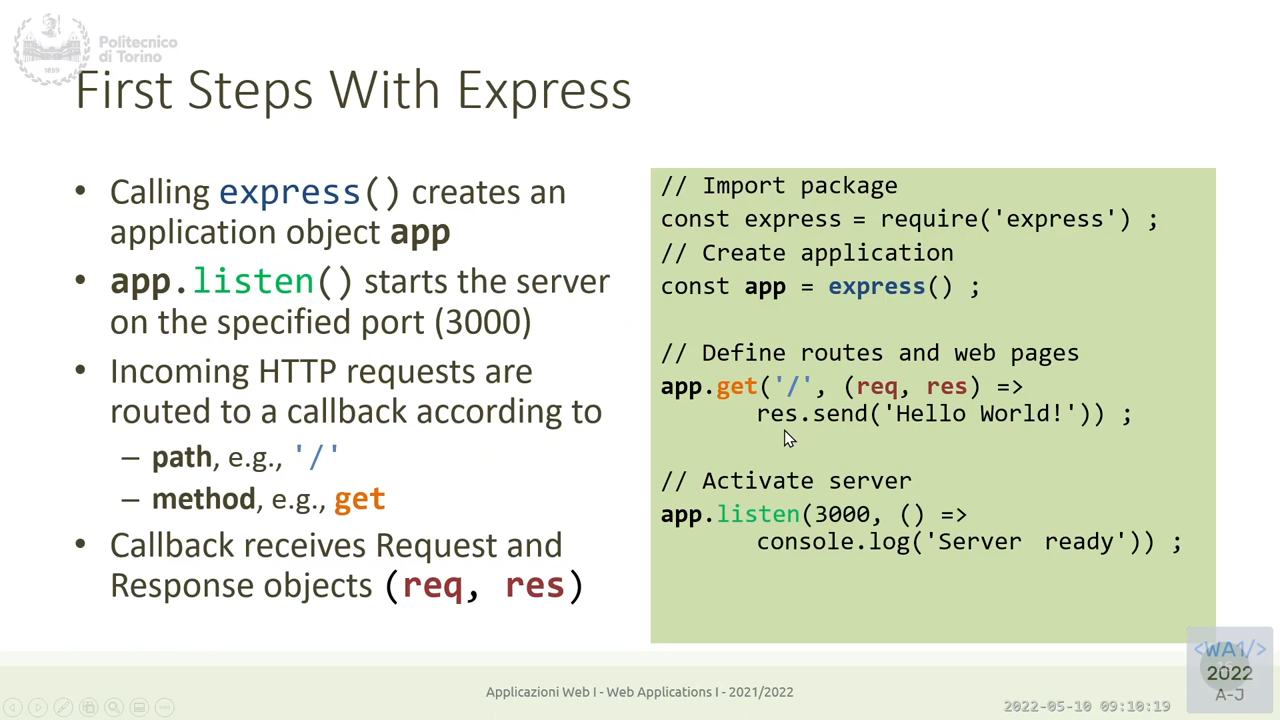 Politecnico
di Torino
1859
First Steps With Express
• Calling express() creates an
application object app
• app.listen() starts the server
on the specified port (3000)
• Incoming HTTP requests are
routed to a callback according to
– path, e.g., '/'
– method, e.g., get
• Callback receives Request and
Response objects (req, res)
// Import package
const express = require('express') ;
// Create application
const app = express() ;
// Define routes and web pages
app.get('/', (req, res) =>
res.send('Hello World!')) ;
// Activate server
app.listen(3000, () =>
console.log('Server ready')) ;
Applicazioni Web I - Web Applications I - 2021/2022
<WA1/>
2022
A-J
2022-05-10 09:10:19